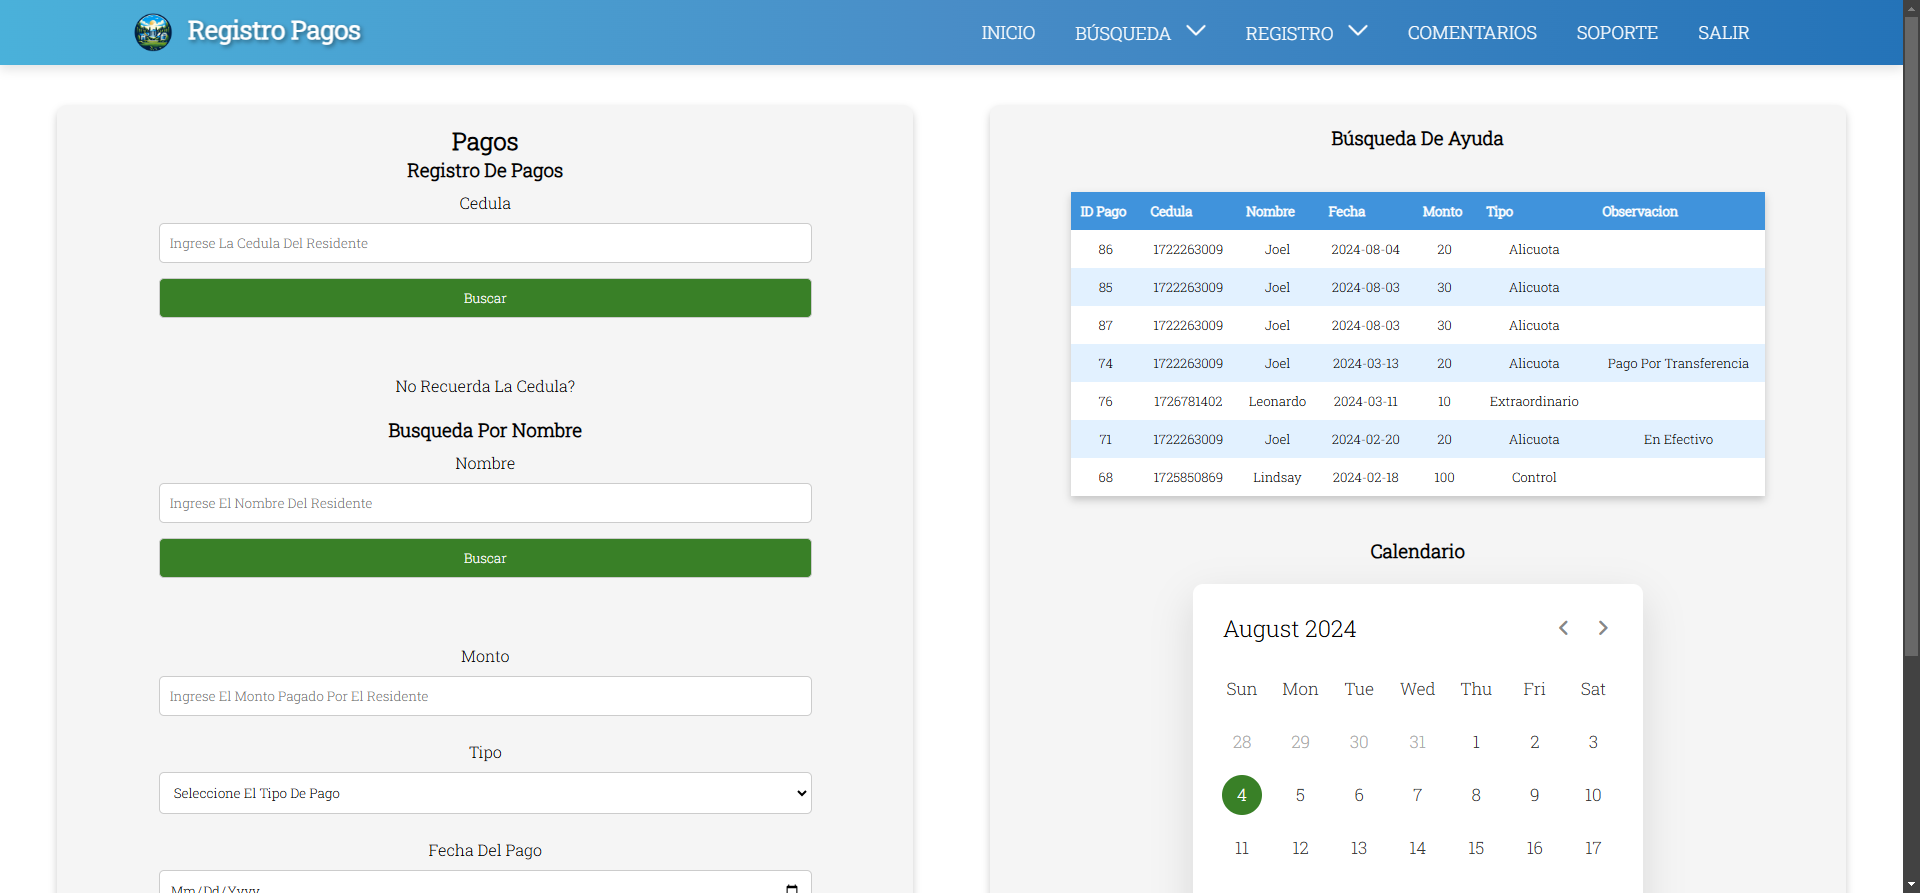 Registro Pagos
INICIO BÚSQUEDA REGISTRO COMENTARIOS SOPORTE SALIR
Pagos
Registro De Pagos
Cedula
Ingrese La Cedula Del Residente
Buscar
No Recuerda La Cedula?
Busqueda Por Nombre
Nombre
Ingrese El Nombre Del Residente
Buscar
Monto
Ingrese El Monto Pagado Por El Residente
Tipo
Seleccione El Tipo De Pago
Fecha Del Pago
Mm/Dd/Yyyy
Búsqueda De Ayuda
ID Pago Cedula Nombre Fecha Monto Tipo Observacion
86 1722263009 Joel 2024-08-04 20 Alicuota
85 1722263009 Joel 2024-08-03 30 Alicuota
87 1722263009 Joel 2024-08-03 30 Alicuota
74 1722263009 Joel 2024-03-13 20 Alicuota Pago Por Transferencia
76 1726781402 Leonardo 2024-03-11 10 Extraordinario
71 1722263009 Joel 2024-02-20 20 Alicuota En Efectivo
68 1725850869 Lindsay 2024-02-18 100 Control
Calendario
August 2024
Sun Mon Tue Wed Thu Fri Sat
28 29 30 31 1 2 3
4 5 6 7 8 9 10
11 12 13 14 15 16 17